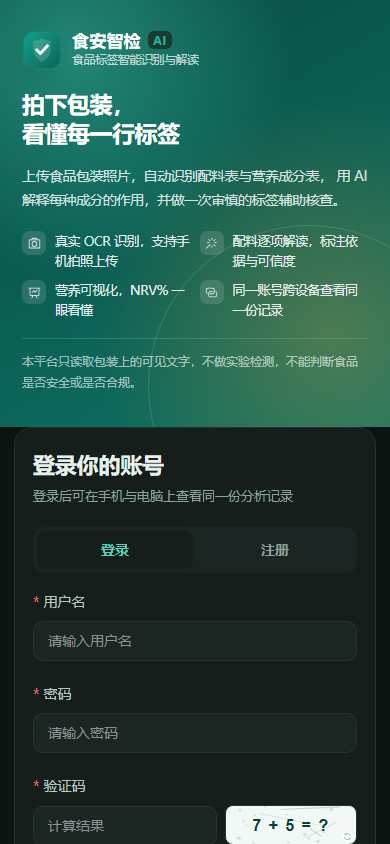 食安智检 AI
食品标签智能识别与解读
拍下包装，
看懂每一行标签
上传食品包装照片，自动识别配料表与营养成分表，用 AI
解释每种成分的作用，并做一次审慎的标签辅助核查。
真实 OCR 识别，支持手
机拍照上传
配料逐项解读，标注依
据与可信度
营养可视化，NRV% 一
眼看懂
同一账号跨设备查看同
一份记录
本平台只读取包装上的可见文字，不做实验检测，不能判断食品
是否安全或是否合规。
登录你的账号
登录后可在手机与电脑上查看同一份分析记录
登录 注册
* 用户名
请输入用户名
* 密码
请输入密码
* 验证码
计算结果 7 + 5 = ?